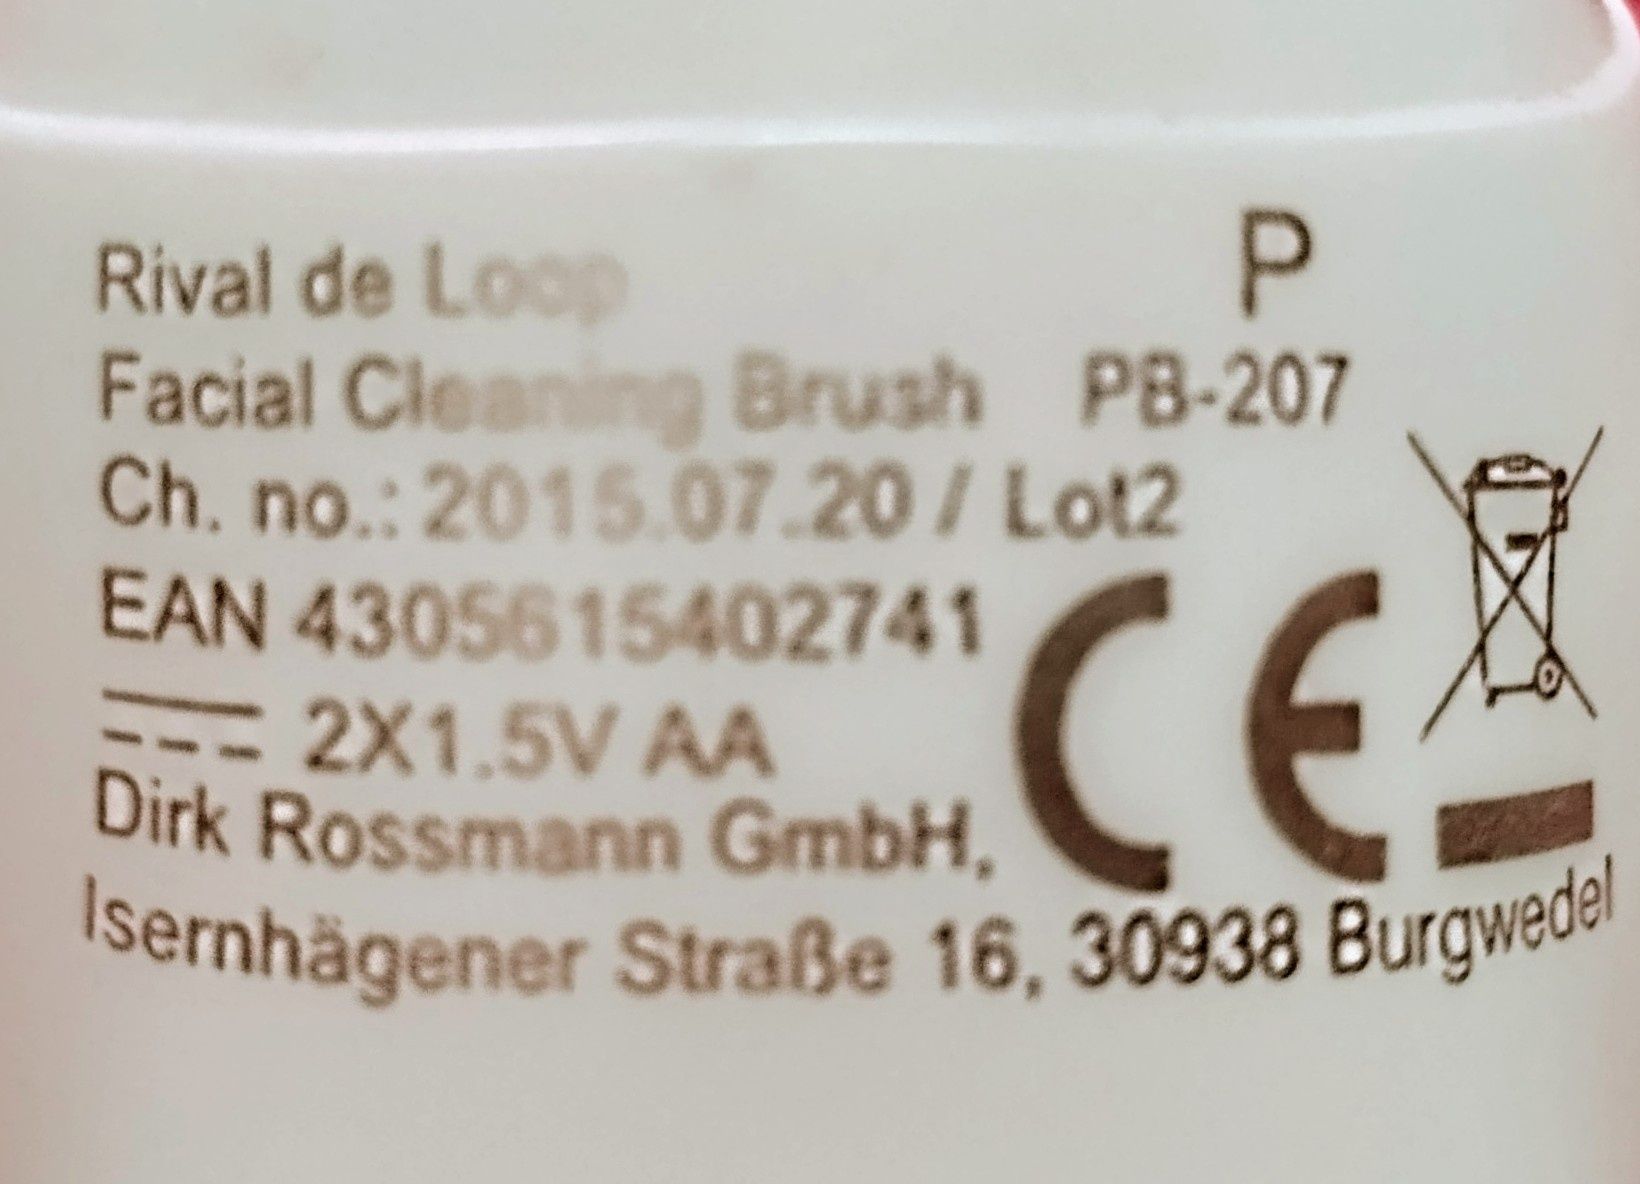 P
Rival de Loop
Facial Cleaning Brush PB-207
Ch. no.: 2015.07.20 / Lot2
EAN 4305615402741
2X1.5V AA
CE
Dirk Rossmann GmbH,
Isernhägener Straße 16, 30938 Burgwedel